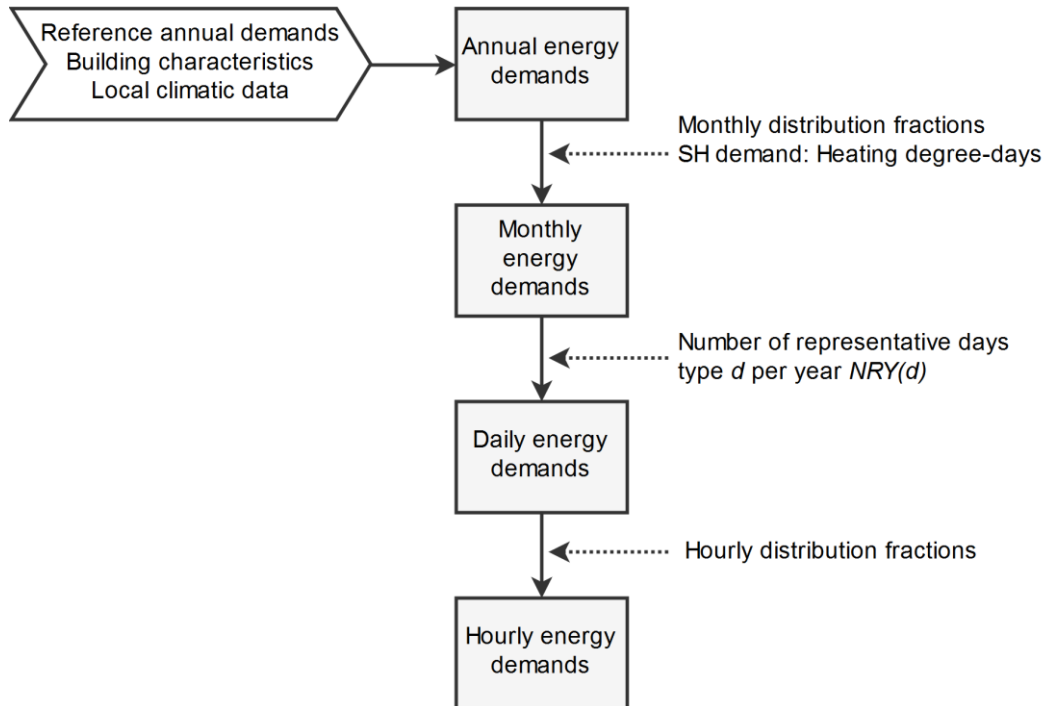 Reference annual demands
Building characteristics
Local climatic data
Annual energy
demands
Monthly distribution fractions
SH demand: Heating degree-days
Monthly
energy
demands
Number of representative days
type d per year NRY(d)
Daily energy
demands
Hourly distribution fractions
Hourly energy
demands